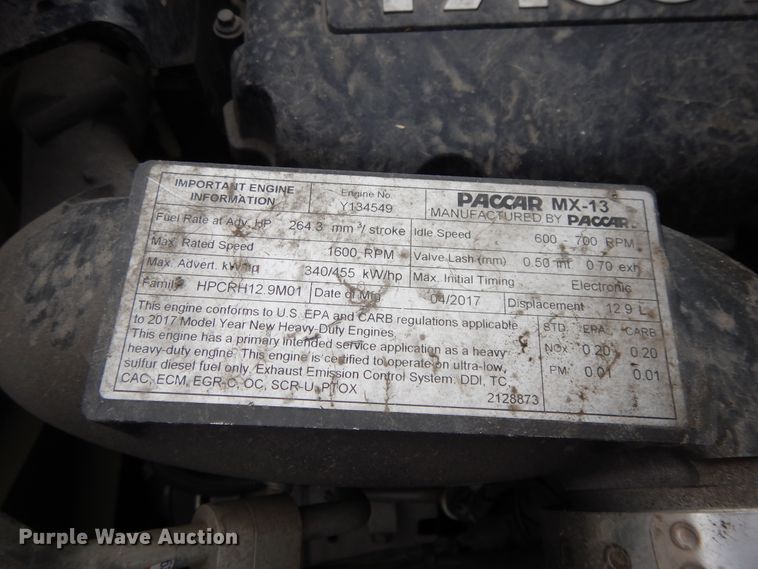 IMPORTANT ENGINE INFORMATION
Engine No. Y134549
PACCAR MX-13
MANUFACTURED BY PACCAR
Fuel Rate at Adv. HP 264.3 mm³/stroke
Idle Speed 600 700 RPM
Max. Rated Speed 1600 RPM
Valve Lash (mm) 0.50 int 0.70 exh
Max. Advert. kW/hp 340/455 kW/hp
Max. Initial Timing Electronic
Family HPCRH12.9M01
Date of Mfg 04/2017
Displacement 12.9 L
This engine conforms to U.S. EPA and CARB regulations applicable
to 2017 Model Year New Heavy-Duty Engines.
This engine has a primary intended service application as a heavy
heavy-duty engine. This engine is certified to operate on ultra-low
sulfur diesel fuel only. Exhaust Emission Control System: DDI, TC,
CAC, ECM, EGR-C, OC, SCR-U, PTOX
STD. EPA CARB
NOx 0.20 0.20
PM 0.01 0.01
2128873
Purple Wave Auction®